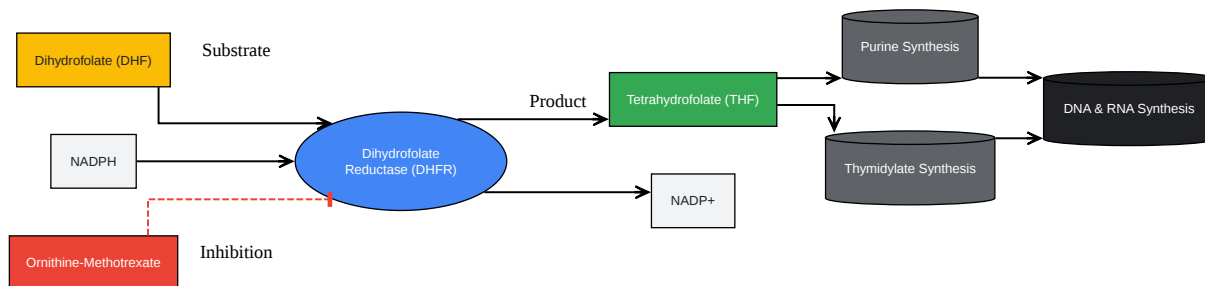 Dihydrofolate (DHF)
Substrate
NADPH
Ornithine-Methotrexate
Inhibition
Dihydrofolate
Reductase (DHFR)
Product
Tetrahydrofolate (THF)
NADP+
Purine Synthesis
Thymidylate Synthesis
DNA & RNA Synthesis